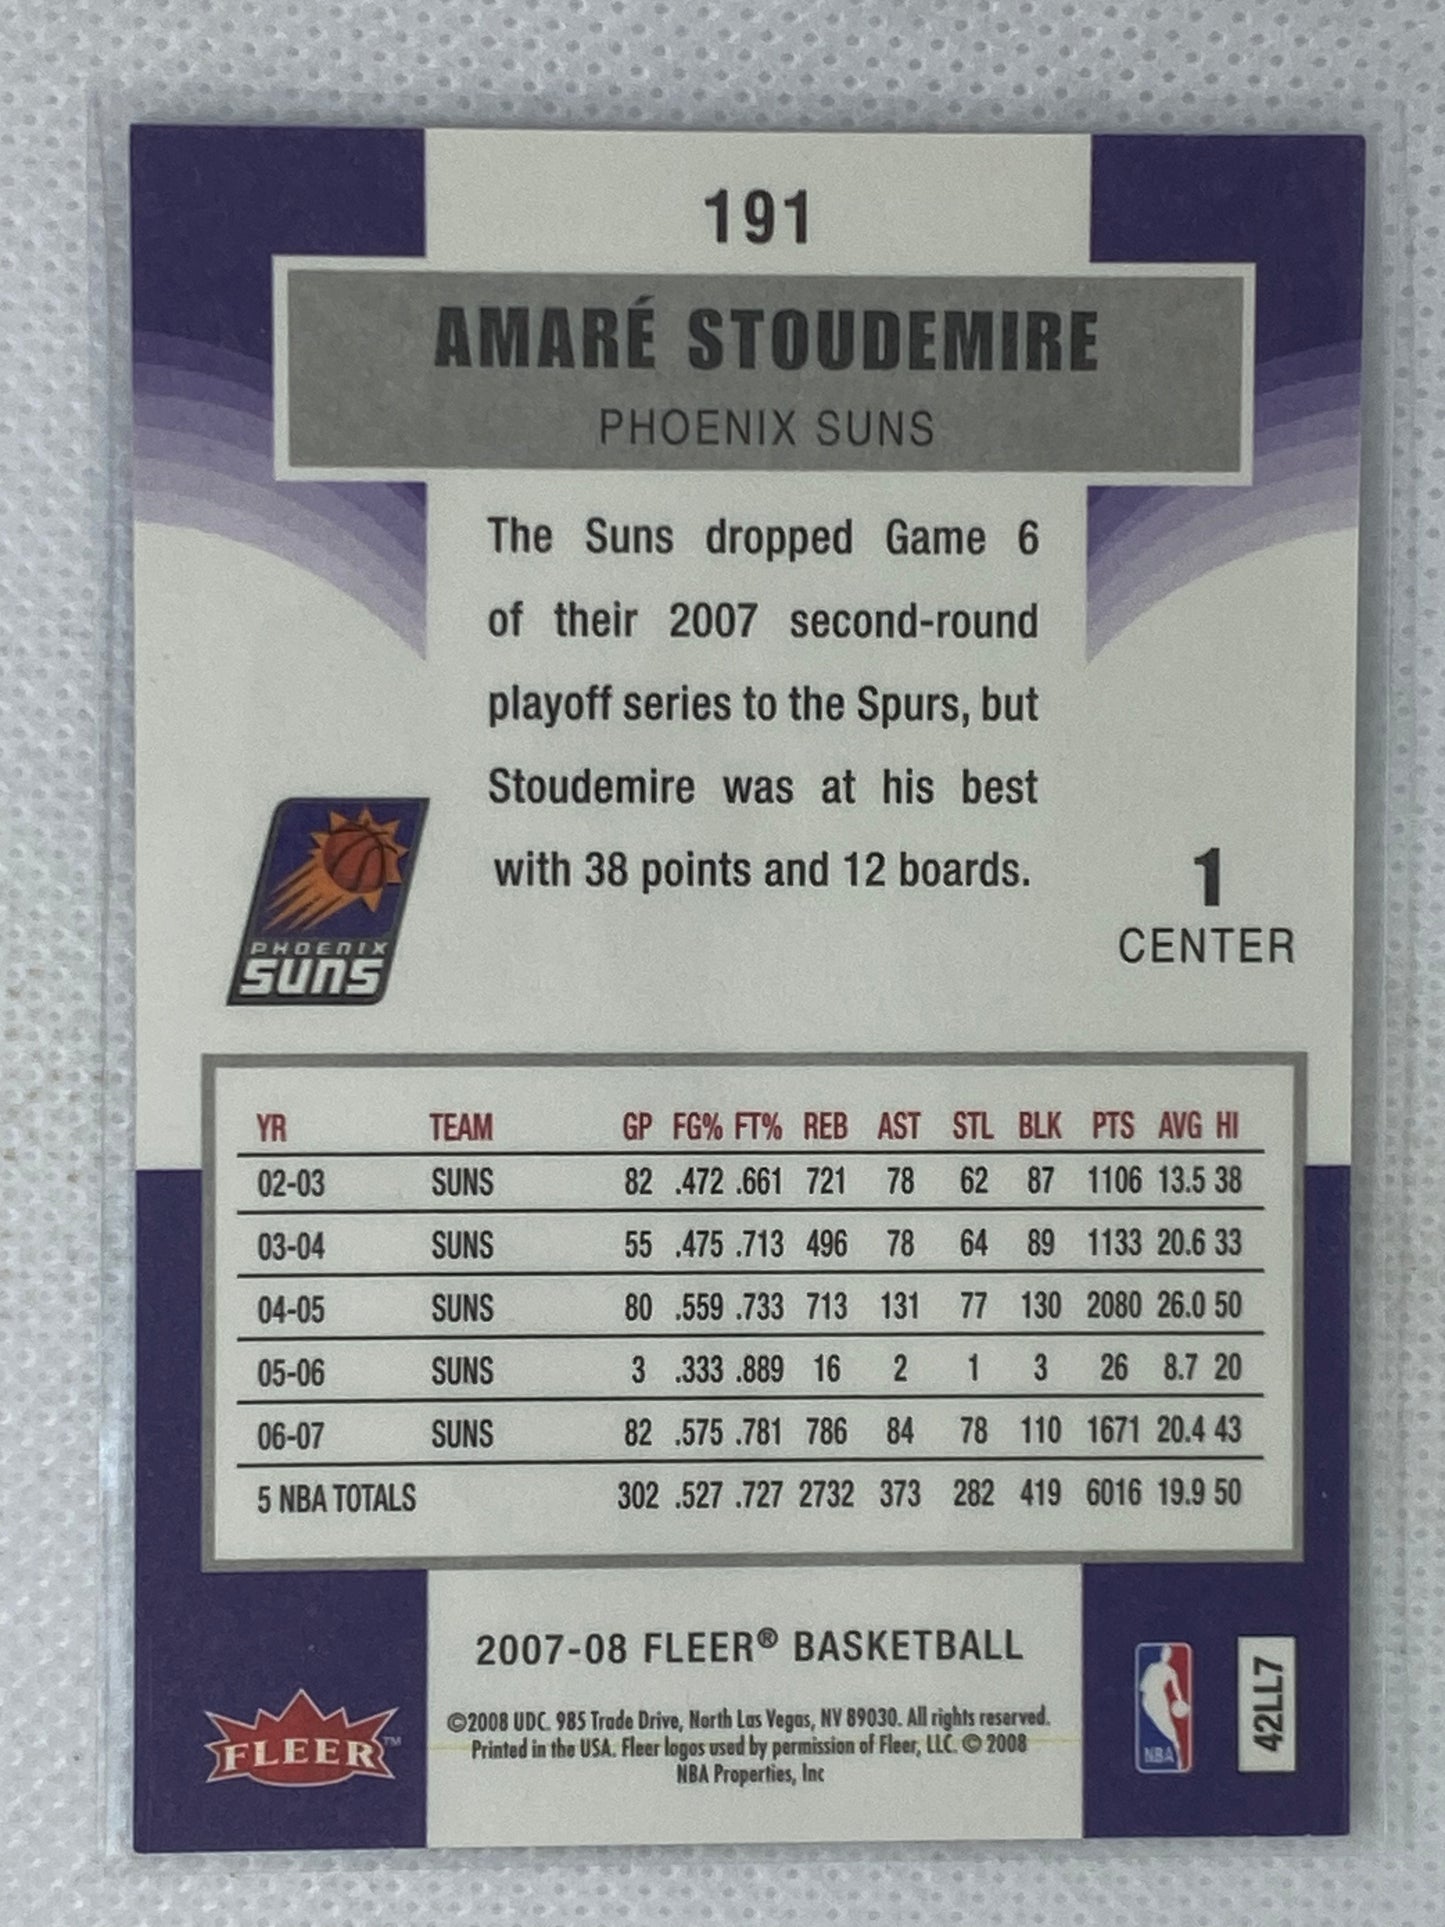 191
AMARÉ STOUDEMIRE
PHOENIX SUNS
The Suns dropped Game 6
of their 2007 second-round
playoff series to the Spurs, but
Stoudemire was at his best
with 38 points and 12 boards.
PHOENIX
SUNS
1
CENTER
YR TEAM GP FG% FT% REB AST STL BLK PTS AVG HI
02-03 SUNS 82 .472 .661 721 78 62 87 1106 13.5 38
03-04 SUNS 55 .475 .713 496 78 64 89 1133 20.6 33
04-05 SUNS 80 .559 .733 713 131 77 130 2080 26.0 50
05-06 SUNS 3 .333 .889 16 2 1 3 26 8.7 20
06-07 SUNS 82 .575 .781 786 84 78 110 1671 20.4 43
5 NBA TOTALS 302 .527 .727 2732 373 282 419 6016 19.9 50
2007-08 FLEER® BASKETBALL
©2008 UDC. 985 Trade Drive, North Las Vegas, NV 89030. All rights reserved.
Printed in the USA. Fleer logos used by permission of Fleer, LLC. © 2008
NBA Properties, Inc
FLEER™
NBA
42LL7